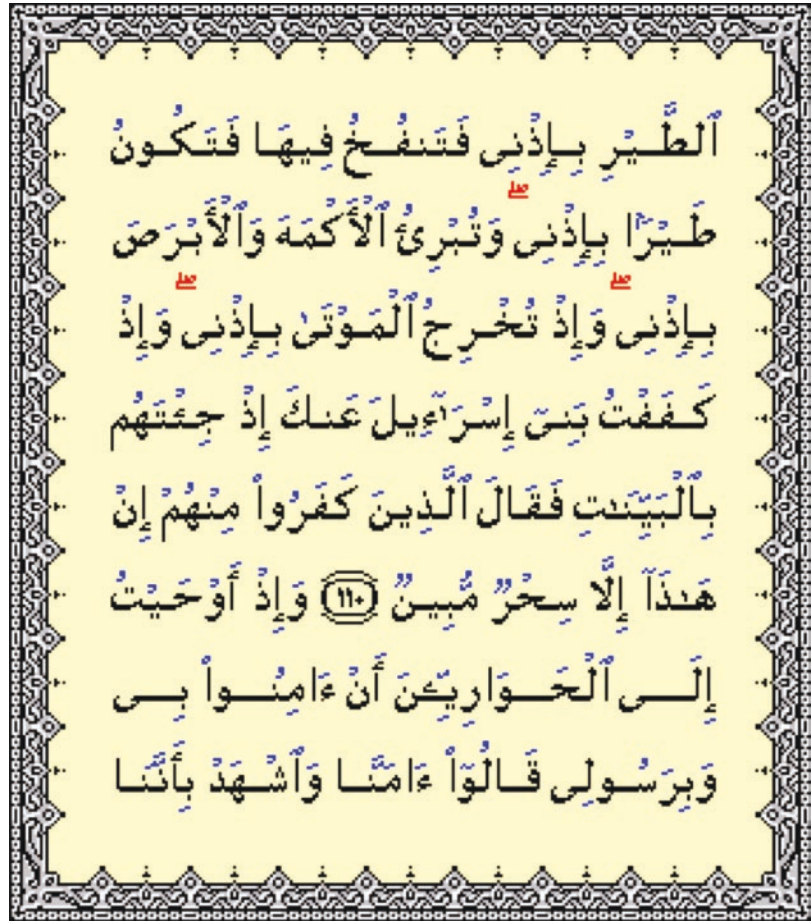 ٱلطَّيْرِ بِإِذْنِى فَتَنفُخُ فِيهَا فَتَكُونُ
طَيْرًۢا بِإِذْنِى ۖ وَتُبْرِئُ ٱلْأَكْمَهَ وَٱلْأَبْرَصَ
بِإِذْنِى ۖ وَإِذْ تُخْرِجُ ٱلْمَوْتَىٰ بِإِذْنِى ۖ وَإِذْ
كَفَفْتُ بَنِىٓ إِسْرَٰٓءِيلَ عَنكَ إِذْ جِئْتَهُم
بِٱلْبَيِّنَٰتِ فَقَالَ ٱلَّذِينَ كَفَرُوا۟ مِنْهُمْ إِنْ
هَٰذَآ إِلَّا سِحْرٌ مُّبِينٌ ١١٠ وَإِذْ أَوْحَيْتُ
إِلَى ٱلْحَوَارِيِّۦنَ أَنْ ءَامِنُوا۟ بِى
وَبِرَسُولِى قَالُوٓا۟ ءَامَنَّا وَٱشْهَدْ بِأَنَّنَا